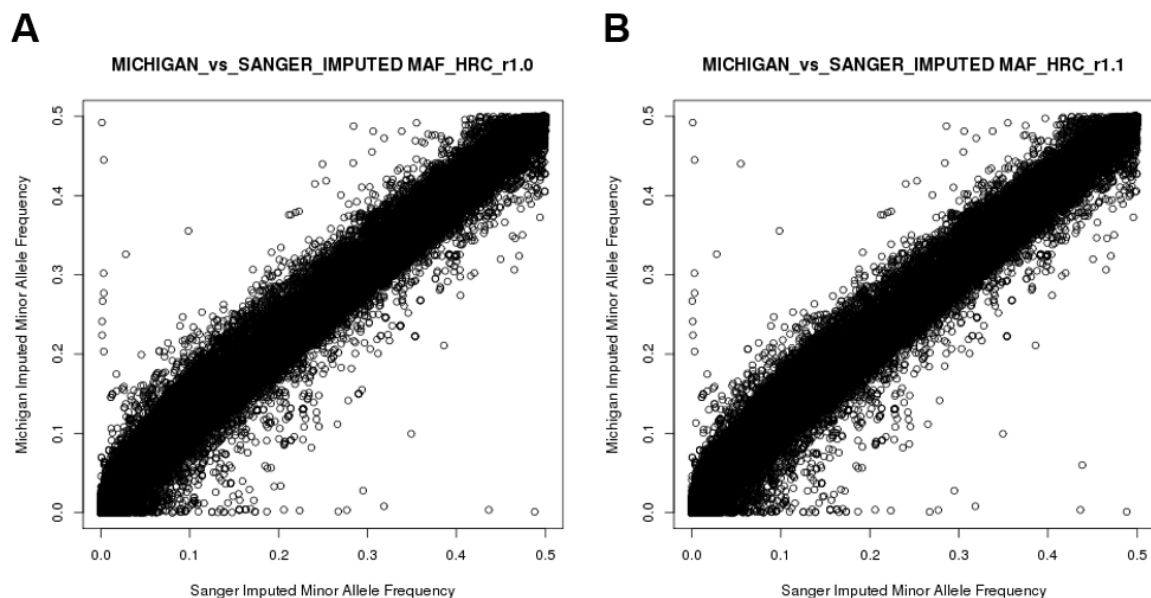 A
MICHIGAN_vs_SANGER_IMPUTED MAF_HRC_r1.0
Michigan Imputed Minor Allele Frequency
0.5
0.4
0.3
0.2
0.1
0.0
0.0 0.1 0.2 0.3 0.4 0.5
Sanger Imputed Minor Allele Frequency
B
MICHIGAN_vs_SANGER_IMPUTED MAF_HRC_r1.1
Michigan Imputed Minor Allele Frequency
0.5
0.4
0.3
0.2
0.1
0.0
0.0 0.1 0.2 0.3 0.4 0.5
Sanger Imputed Minor Allele Frequency